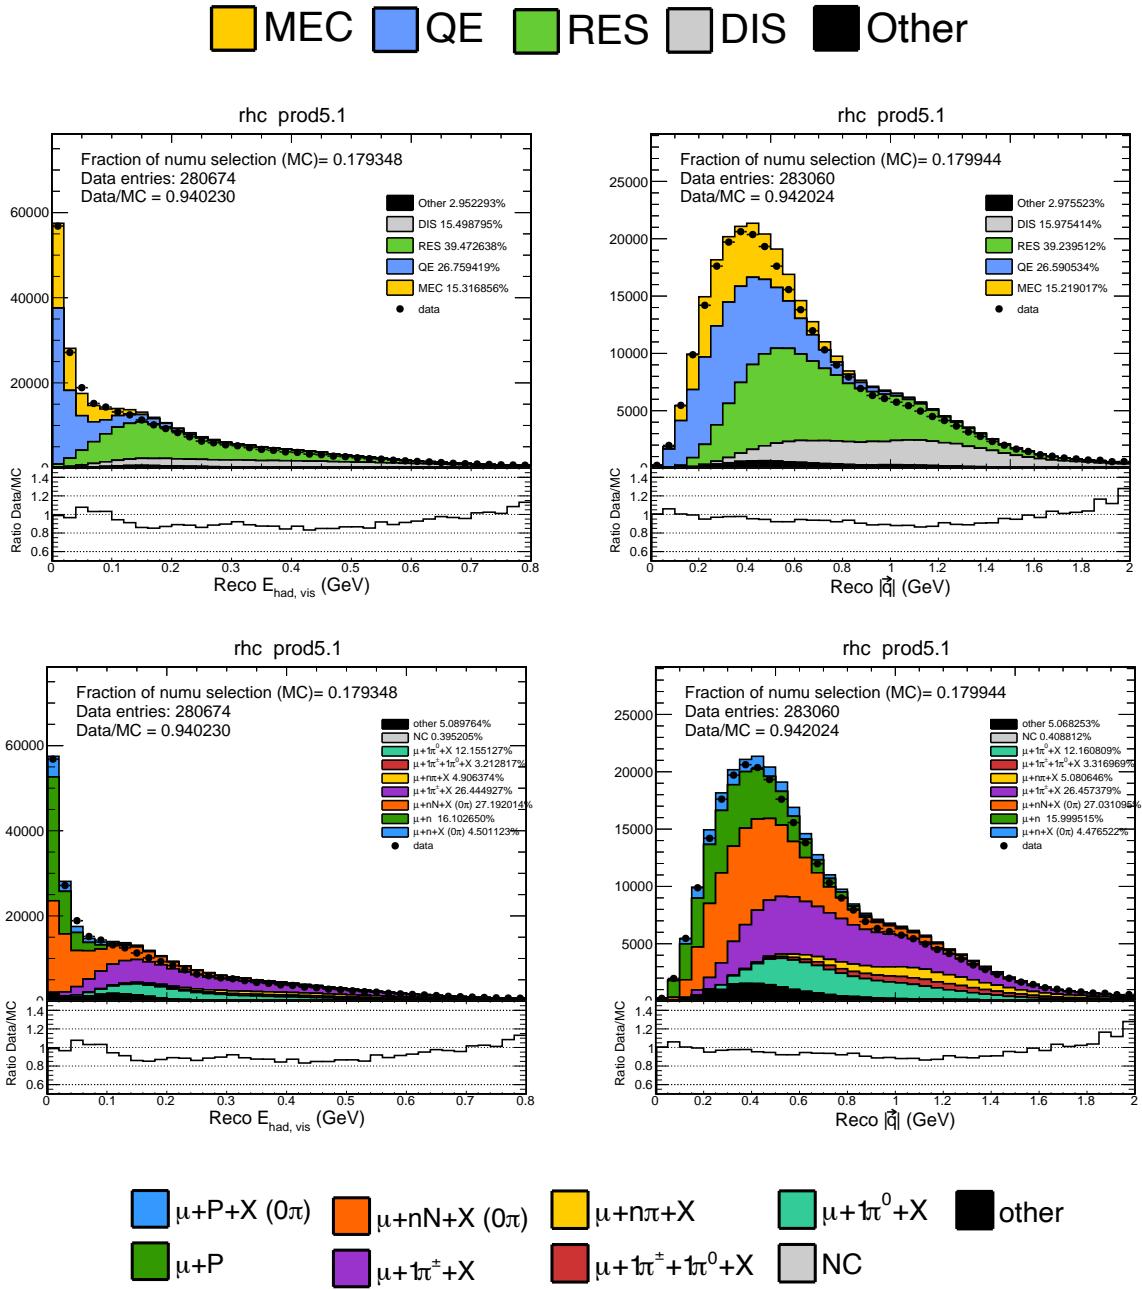 MEC QE RES DIS Other
rhc prod5.1
Fraction of numu selection (MC)= 0.179348
Data entries: 280674
Data/MC = 0.940230
Other 2.952293%
DIS 15.498795%
RES 39.472638%
QE 26.759419%
MEC 15.316856%
data
60000
40000
20000
0
1.4
1.2
1
0.8
0.6
Ratio Data/MC
0 0.1 0.2 0.3 0.4 0.5 0.6 0.7 0.8
Reco E_had, vis (GeV)
rhc prod5.1
Fraction of numu selection (MC)= 0.179944
Data entries: 283060
Data/MC = 0.942024
Other 2.975523%
DIS 15.975414%
RES 39.239512%
QE 26.590534%
MEC 15.219017%
data
25000
20000
15000
10000
5000
0
1.4
1.2
1
0.8
0.6
Ratio Data/MC
0 0.2 0.4 0.6 0.8 1 1.2 1.4 1.6 1.8 2
Reco |q⃗| (GeV)
rhc prod5.1
Fraction of numu selection (MC)= 0.179348
Data entries: 280674
Data/MC = 0.940230
other 5.089764%
NC 0.395205%
μ+1π⁰+X 12.155127%
μ+1π±+1π⁰+X 3.212817%
μ+nπ+X 4.906374%
μ+1π±+X 26.444927%
μ+nN+X (0π) 27.192014%
μ+n 16.102650%
μ+n+X (0π) 4.501123%
data
60000
40000
20000
0
1.4
1.2
1
0.8
0.6
Ratio Data/MC
0 0.1 0.2 0.3 0.4 0.5 0.6 0.7 0.8
Reco E_had, vis (GeV)
rhc prod5.1
Fraction of numu selection (MC)= 0.179944
Data entries: 283060
Data/MC = 0.942024
other 5.068253%
NC 0.408812%
μ+1π⁰+X 12.160809%
μ+1π±+1π⁰+X 3.316969%
μ+nπ+X 5.080646%
μ+1π±+X 26.457379%
μ+nN+X (0π) 27.031095%
μ+n 15.999515%
μ+n+X (0π) 4.476522%
data
25000
20000
15000
10000
5000
0
1.4
1.2
1
0.8
0.6
Ratio Data/MC
0 0.2 0.4 0.6 0.8 1 1.2 1.4 1.6 1.8 2
Reco |q⃗| (GeV)
μ+P+X (0π) μ+nN+X (0π) μ+nπ+X μ+1π⁰+X other
μ+P μ+1π±+X μ+1π±+1π⁰+X NC